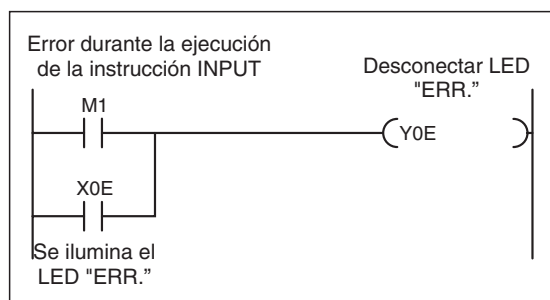 Error durante la ejecución
de la instrucción INPUT
Desconectar LED
"ERR.”
M1
Y0E
X0E
Se ilumina el
LED "ERR.”